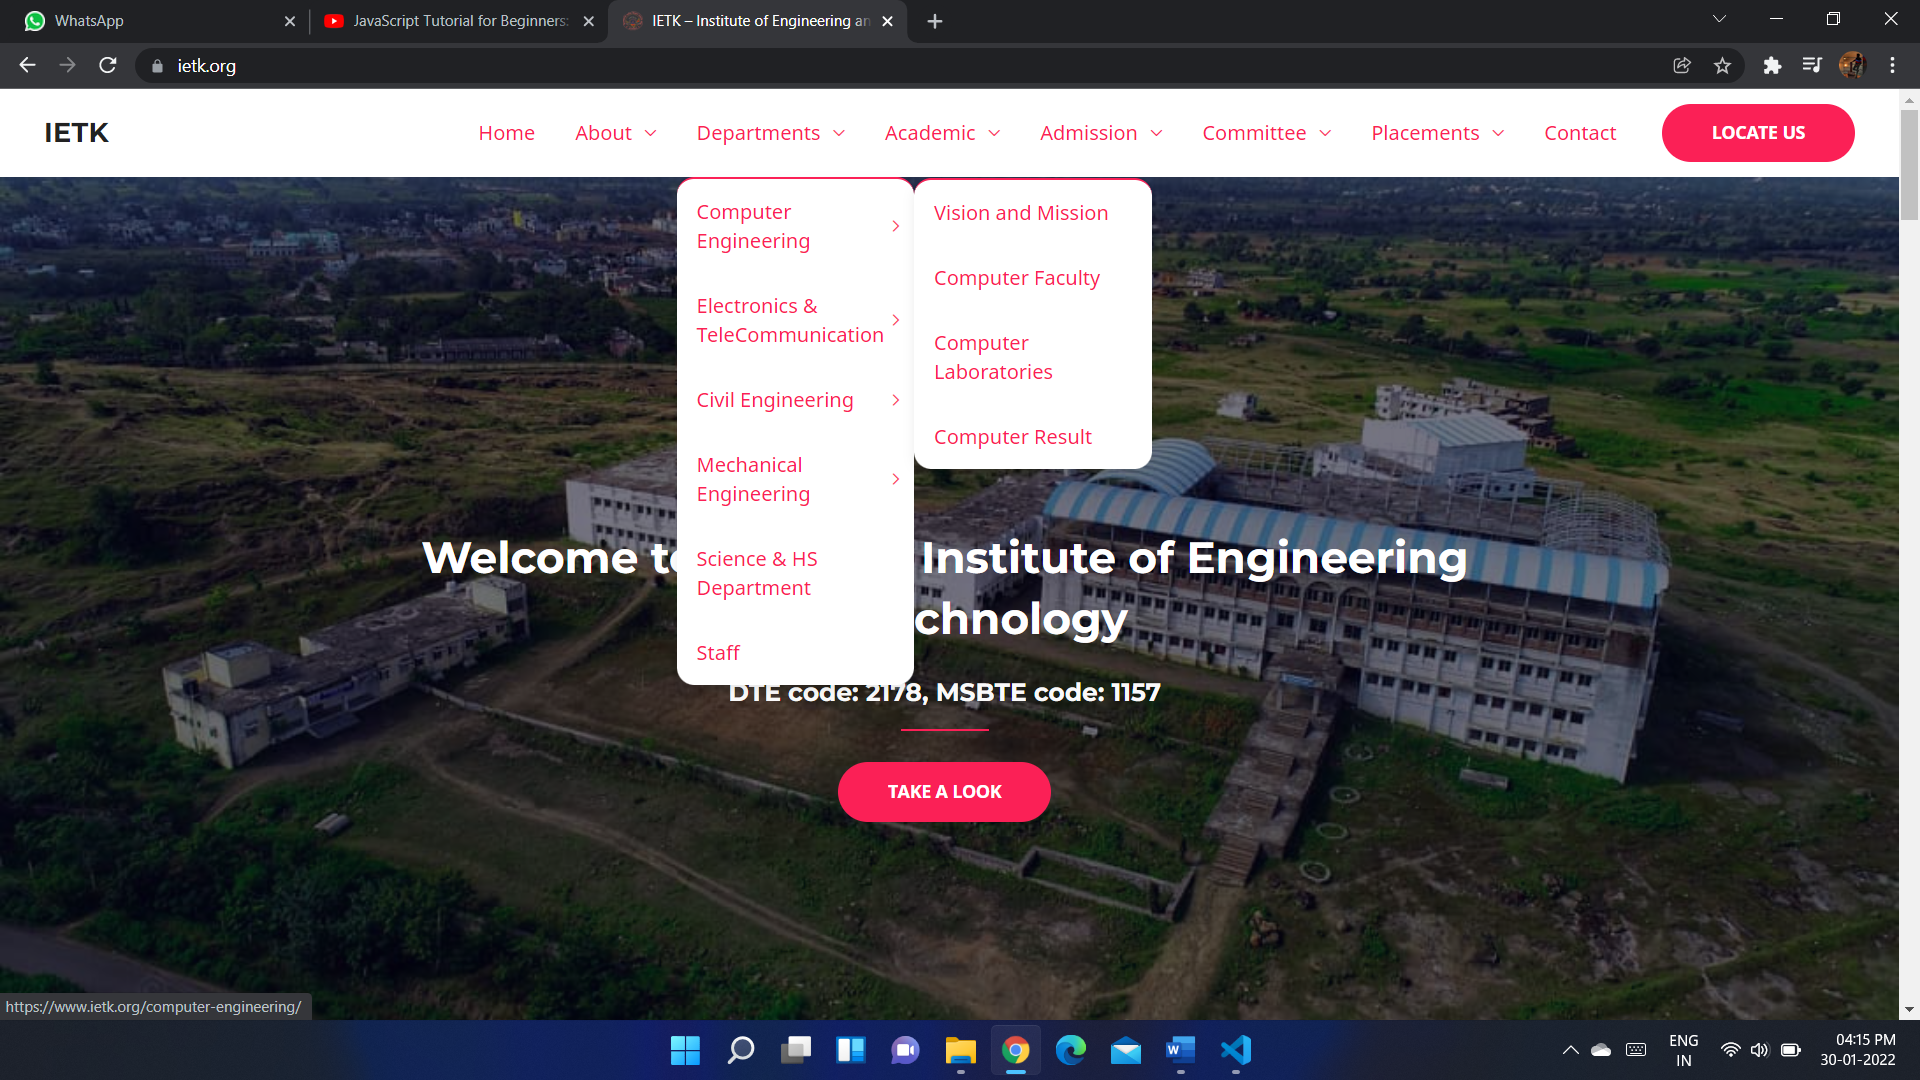 WhatsApp
JavaScript Tutorial for Beginners:
IETK – Institute of Engineering an
ietk.org
IETK
Home
About
Departments
Academic
Admission
Committee
Placements
Contact
LOCATE US
Computer
Engineering
Electronics &
TeleCommunication
Civil Engineering
Mechanical
Engineering
Science & HS
Department
Staff
Vision and Mission
Computer Faculty
Computer
Laboratories
Computer Result
Welcome to Institute of Engineering
chnology
DTE code: 2178, MSBTE code: 1157
TAKE A LOOK
https://www.ietk.org/computer-engineering/
ENG
IN
04:15 PM
30-01-2022